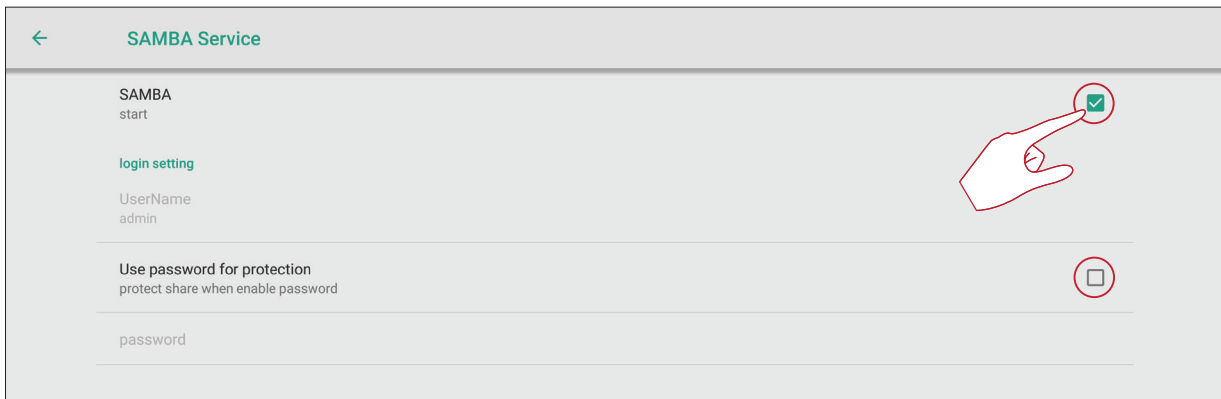 SAMBA Service
SAMBA
start
login setting
UserName
admin
Use password for protection
protect share when enable password
password